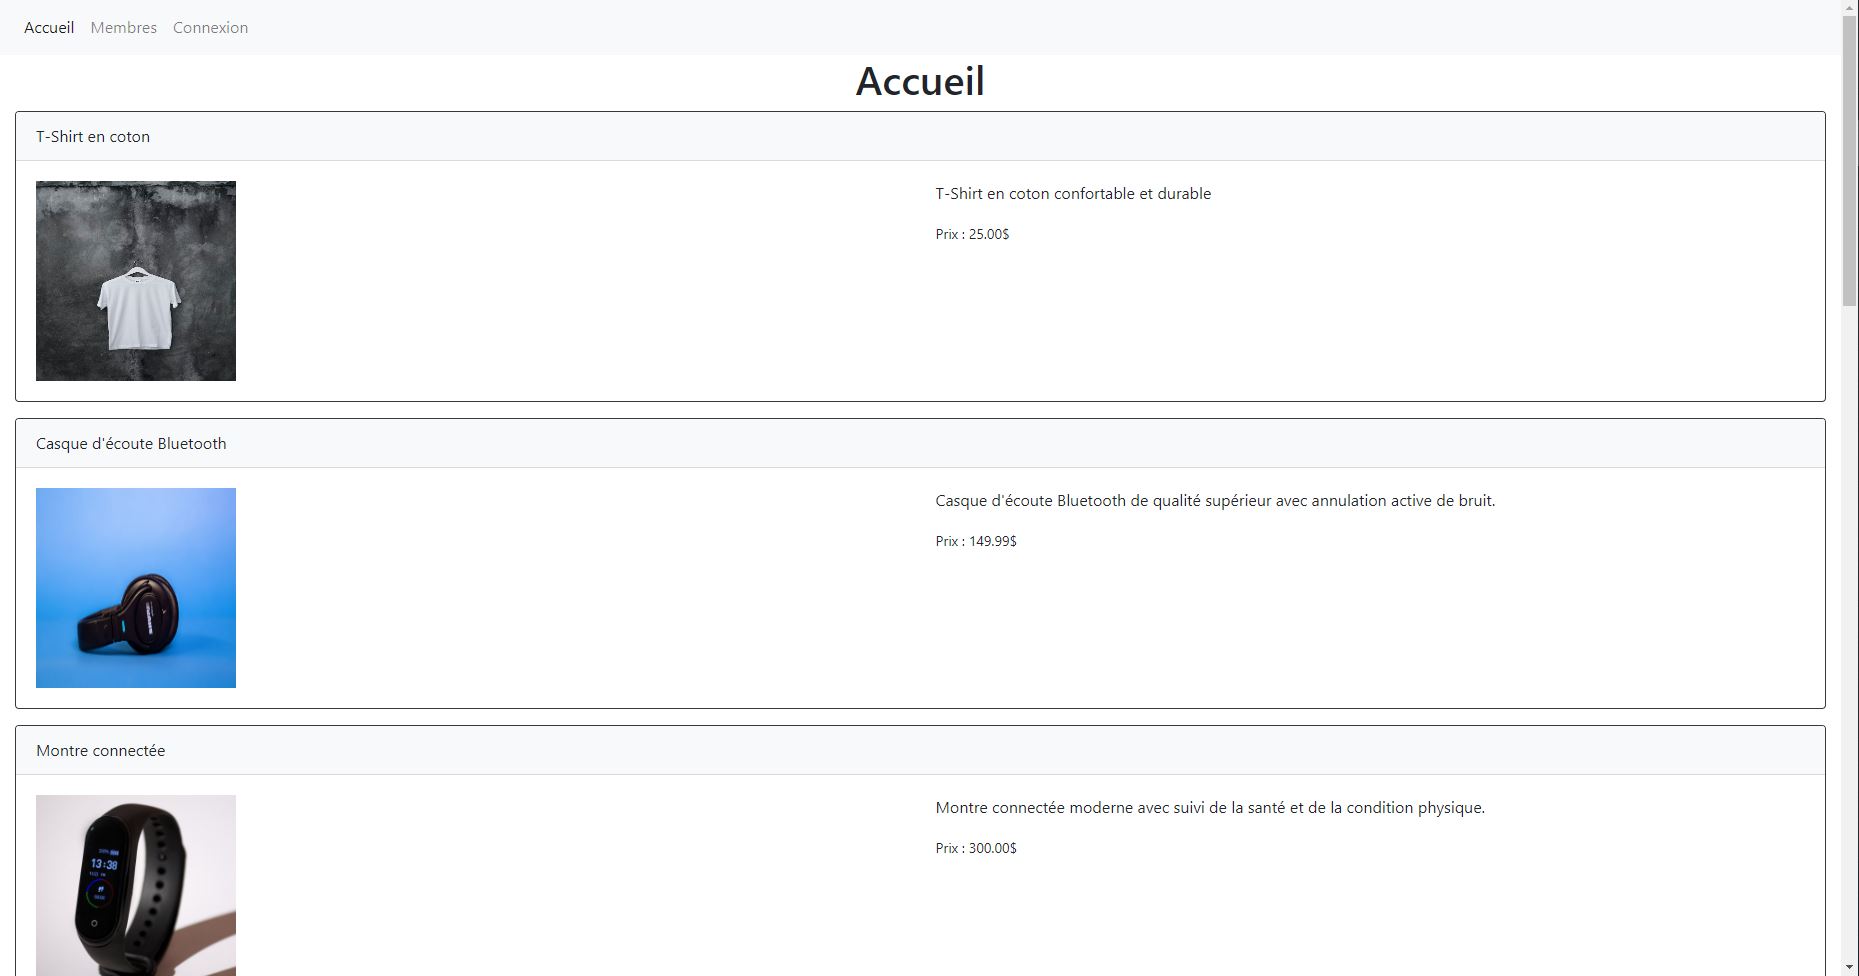 Accueil Membres Connexion
Accueil
T-Shirt en coton
T-Shirt en coton confortable et durable
Prix : 25.00$
Casque d'écoute Bluetooth
Casque d'écoute Bluetooth de qualité supérieur avec annulation active de bruit.
Prix : 149.99$
Montre connectée
Montre connectée moderne avec suivi de la santé et de la condition physique.
Prix : 300.00$
13:38